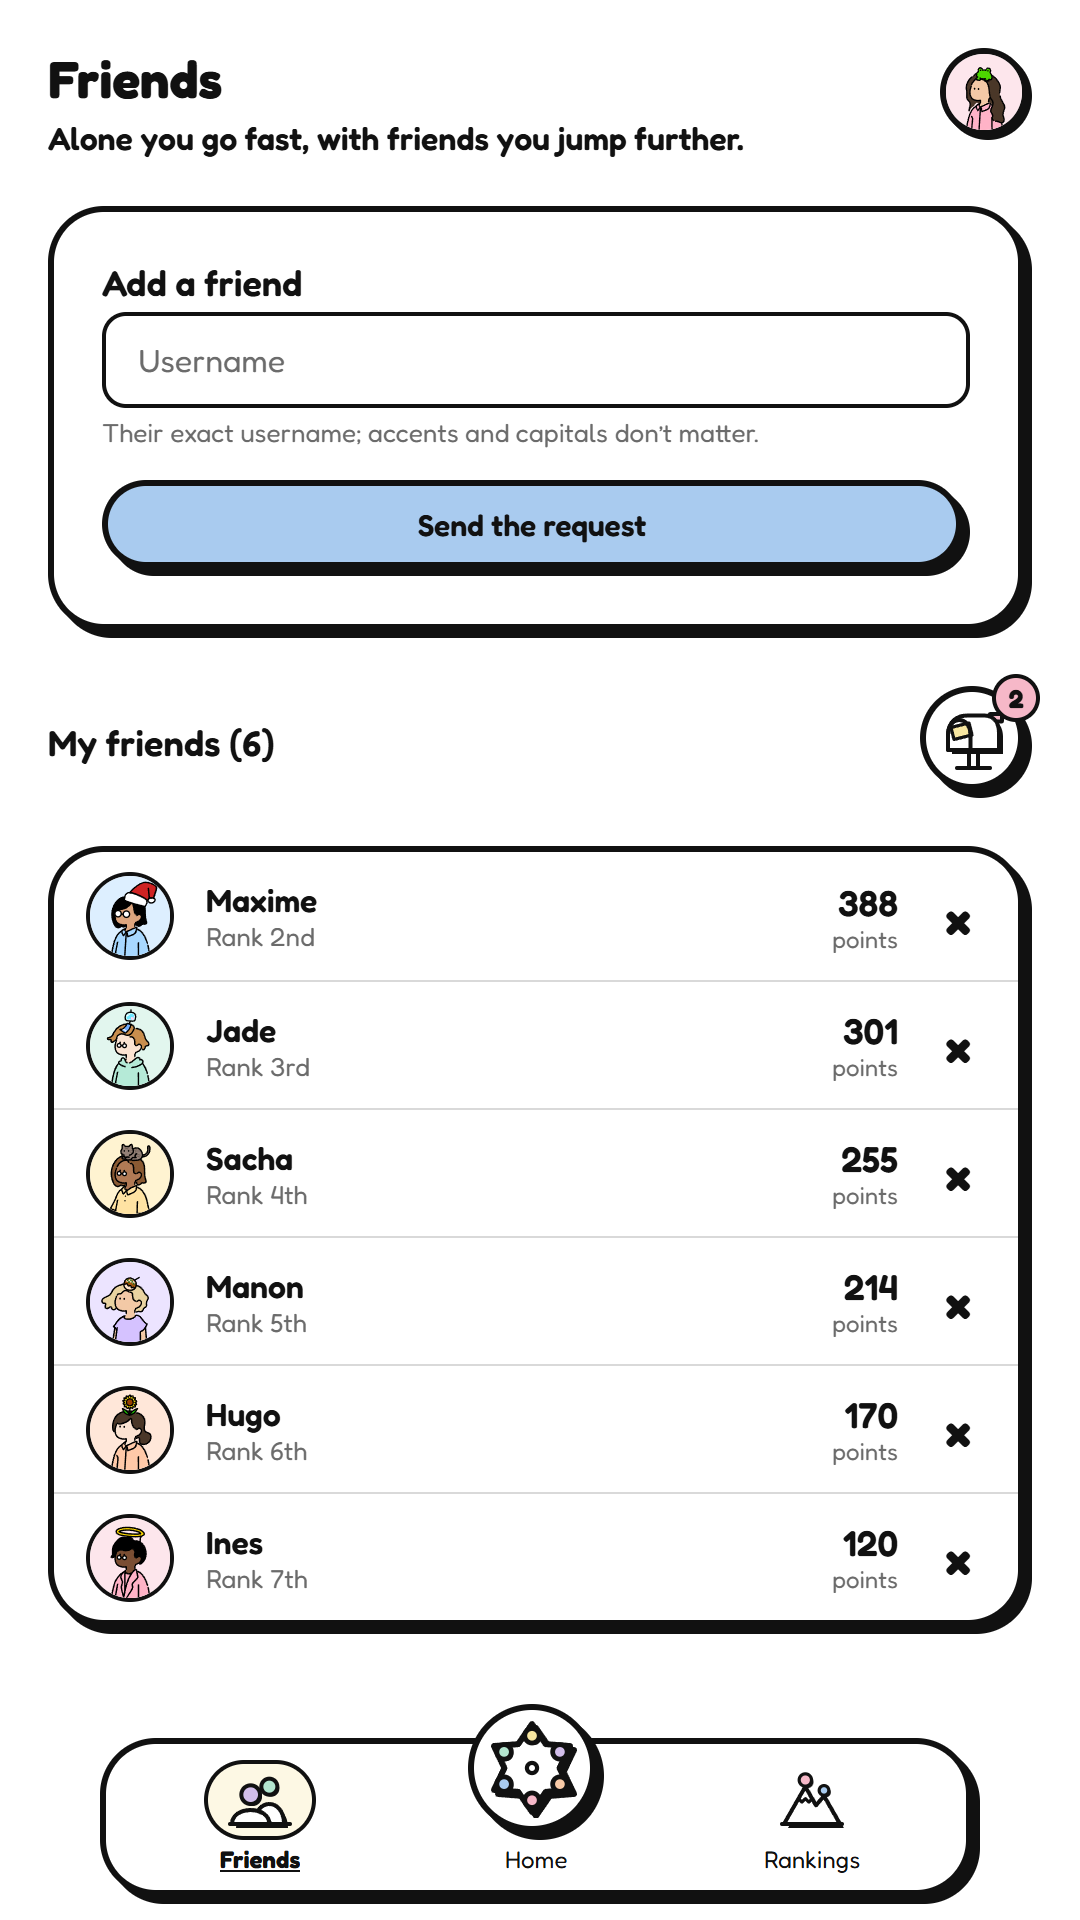 Friends
Alone you go fast, with friends you jump further.
Add a friend
Username
Their exact username; accents and capitals don't matter.
Send the request
My friends (6)
2
Maxime
Rank 2nd
388
points
Jade
Rank 3rd
301
points
Sacha
Rank 4th
255
points
Manon
Rank 5th
214
points
Hugo
Rank 6th
170
points
Ines
Rank 7th
120
points
Friends
Home
Rankings